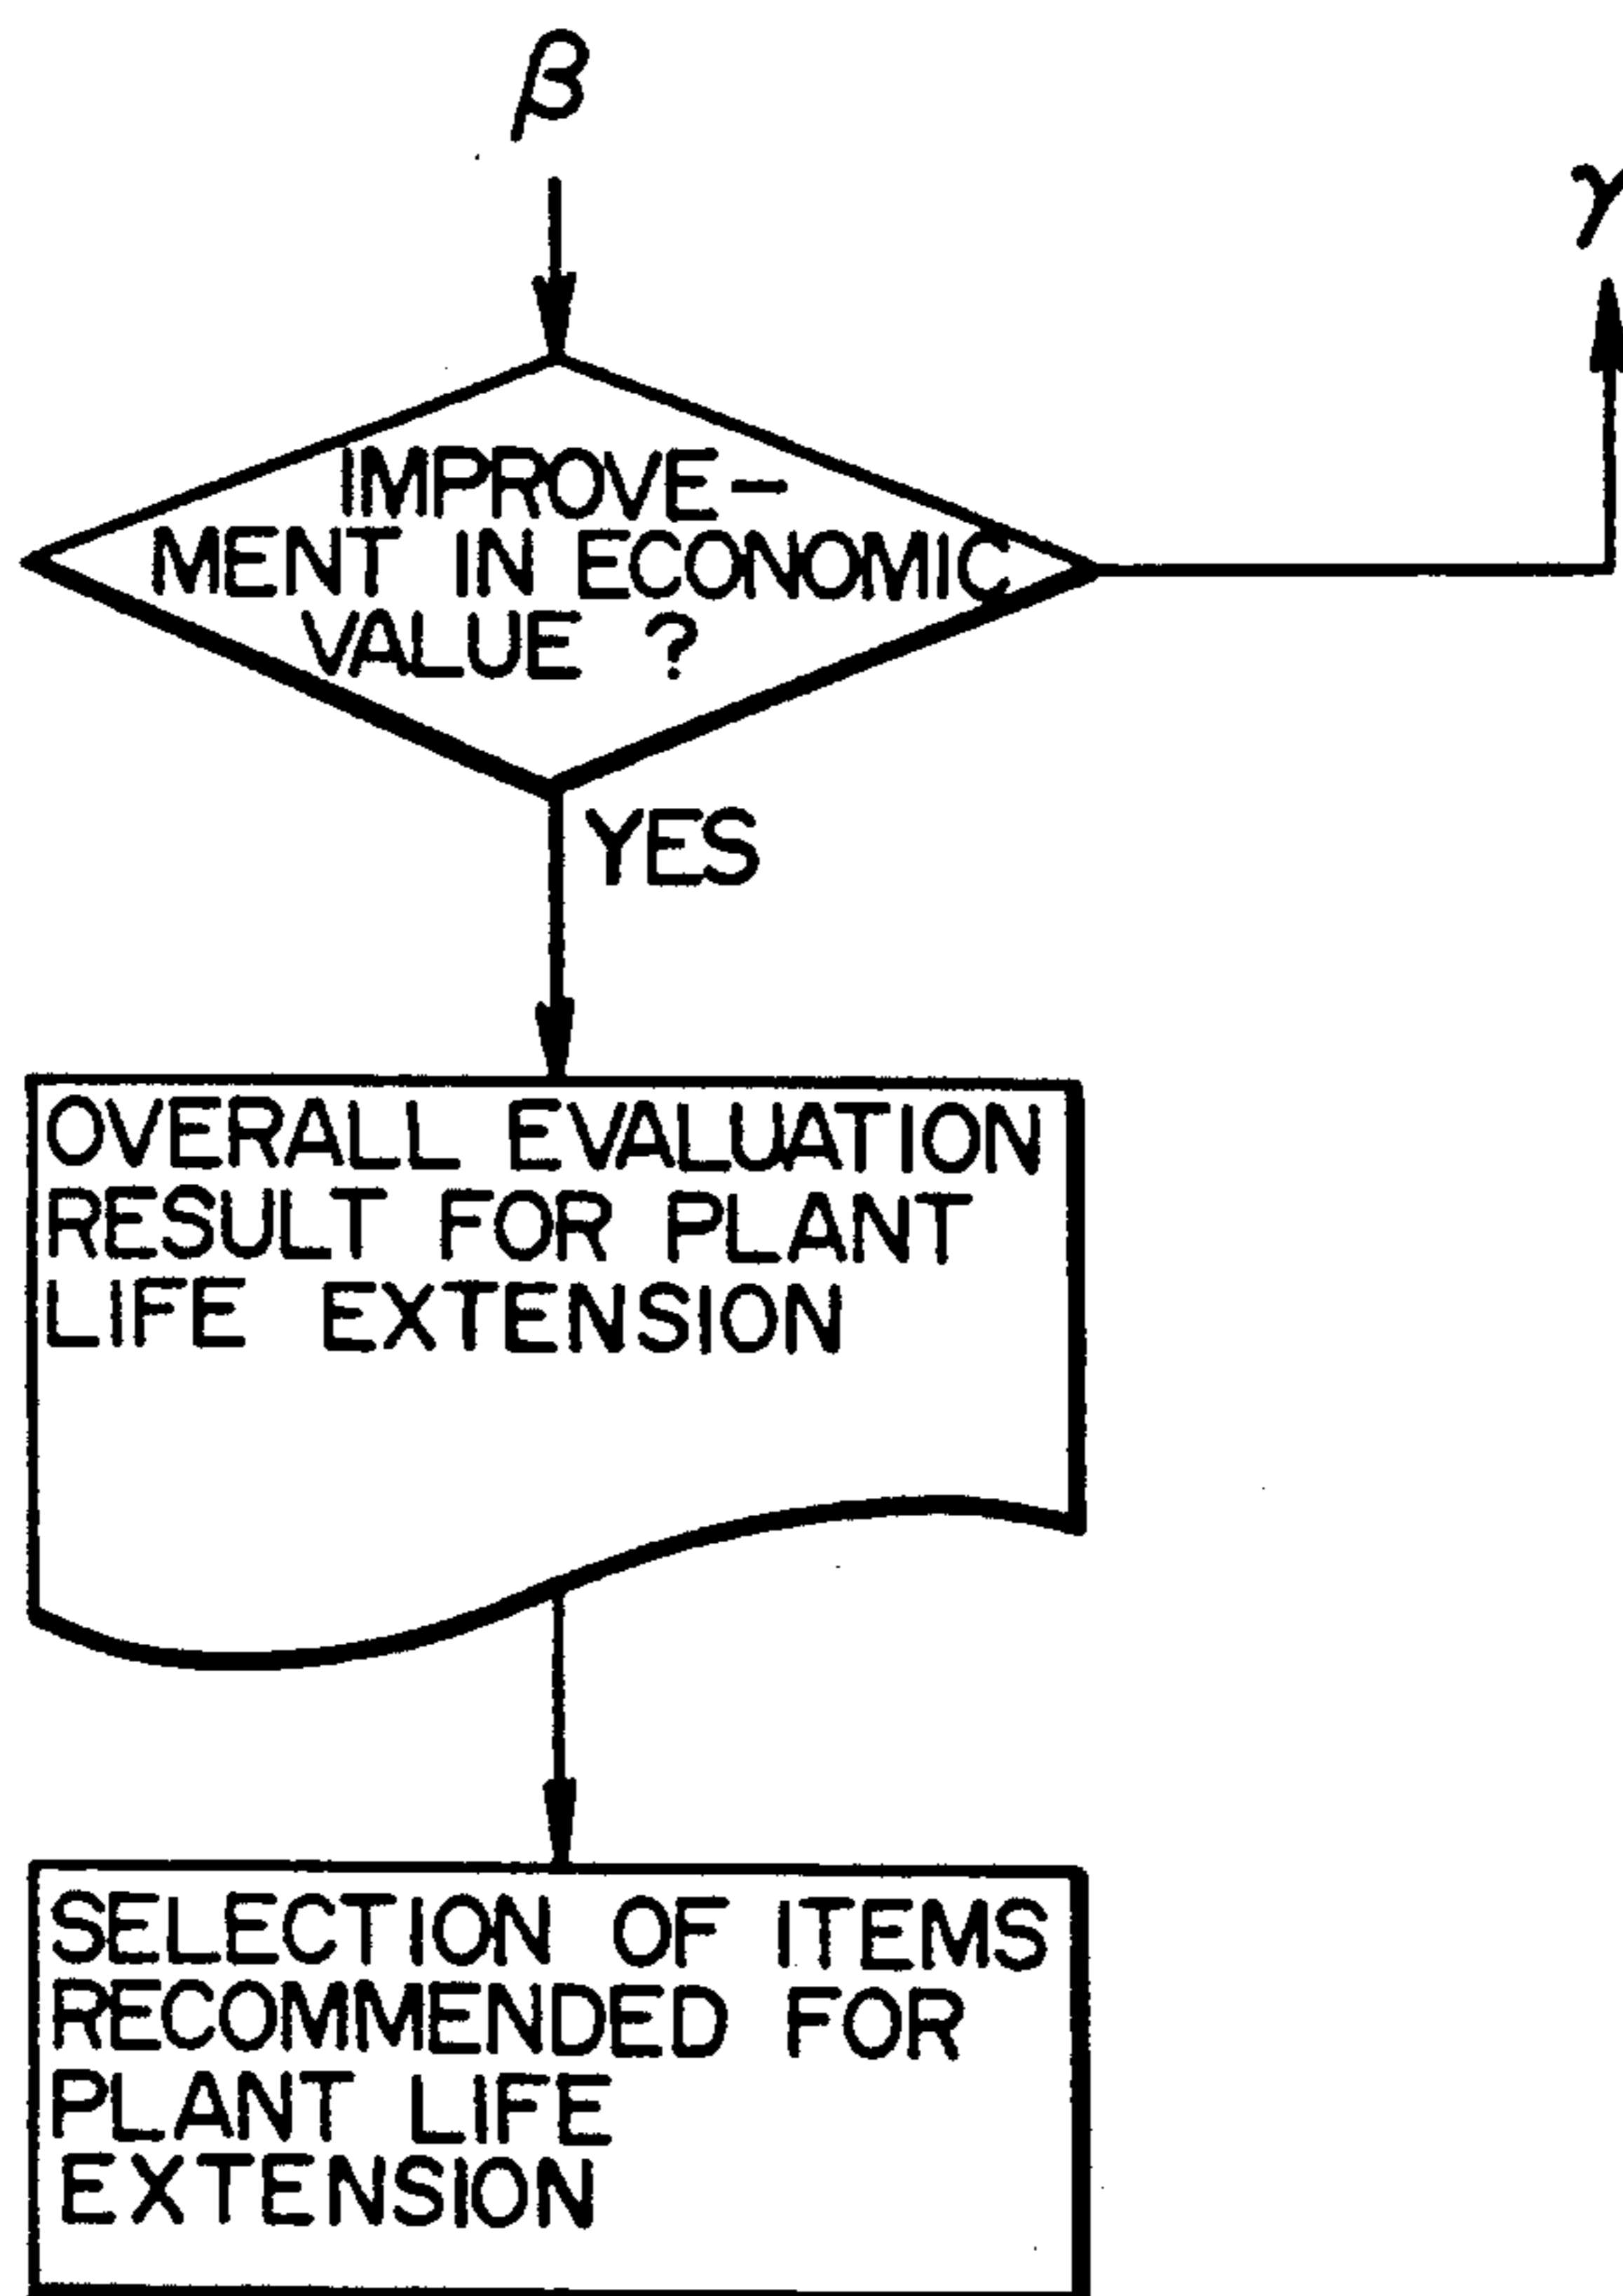 β
γ
IMPROVE-
MENT IN ECONOMIC
VALUE ?
YES
OVERALL EVALUATION
RESULT FOR PLANT
LIFE EXTENSION
SELECTION OF ITEMS
RECOMMENDED FOR
PLANT LIFE
EXTENSION